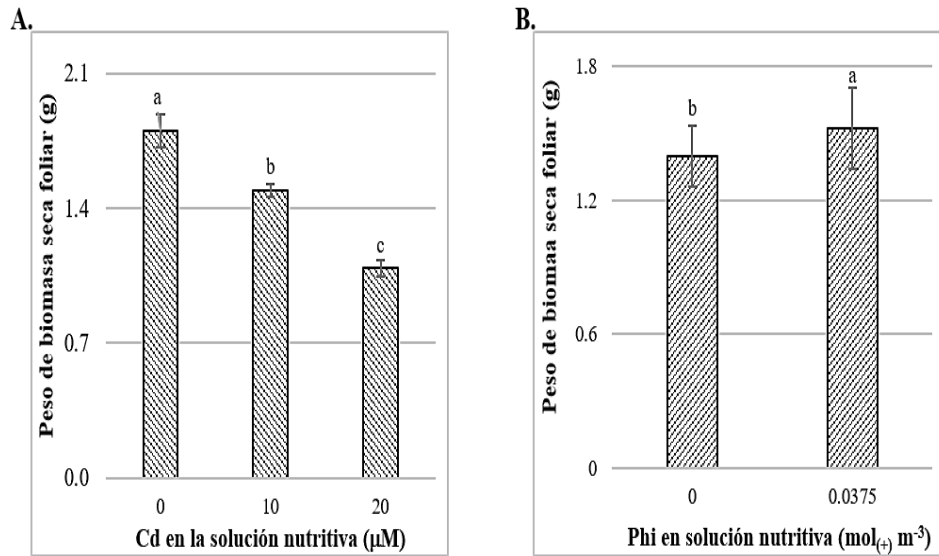 A.
Peso de biomasa seca foliar (g)
2.1
1.4
0.7
0.0
a
b
c
0 10 20
Cd en la solución nutritiva (µM)
B.
Peso de biomaa seca foliar (g)
1.8
1.2
0.6
0
b
a
0 0.0375
Phi en solución nutritiva (mol(+) m-3)